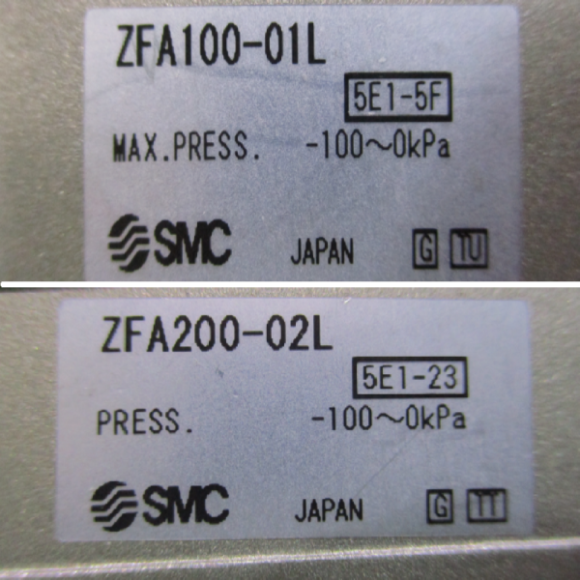 ZFA100-01L
5E1-5F
MAX.PRESS. -100～0kPa
SMC JAPAN G TU
ZFA200-02L
5E1-23
PRESS. -100～0kPa
SMC JAPAN G TT